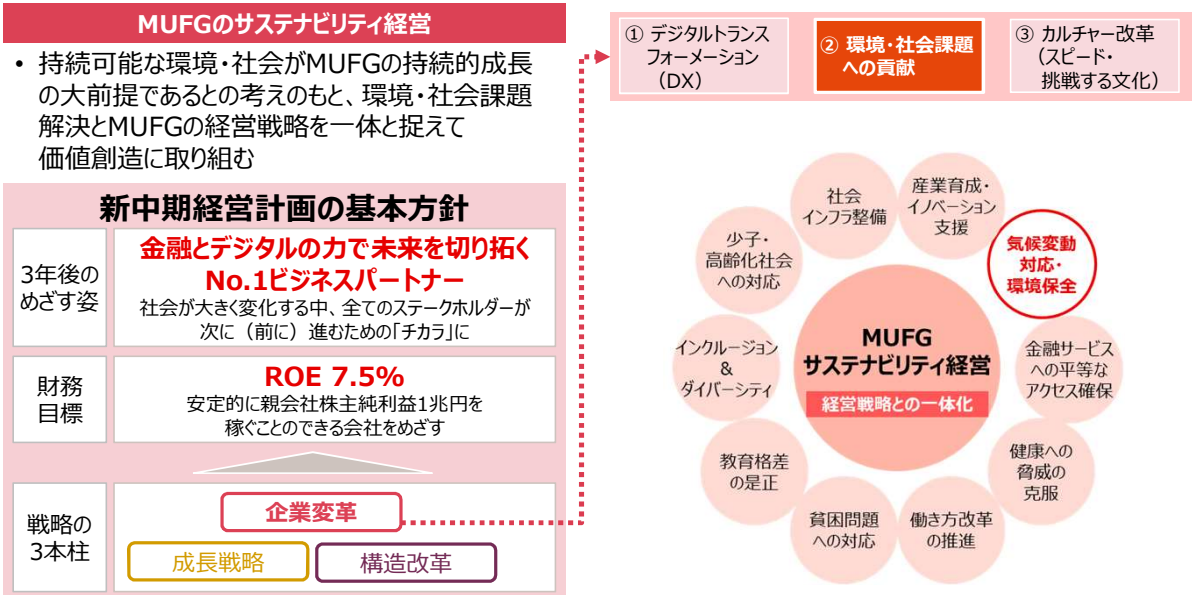 MUFGのサステナビリティ経営
• 持続可能な環境・社会がMUFGの持続的成長
の大前提であるとの考えのもと、環境・社会課題
解決とMUFGの経営戦略を一体と捉えて
価値創造に取り組む
新中期経営計画の基本方針
3年後の
めざす姿
金融とデジタルの力で未来を切り拓く
No.1ビジネスパートナー
社会が大きく変化する中、全てのステークホルダーが
次に（前に）進むための「チカラ」に
財務
目標
ROE 7.5%
安定的に親会社株主純利益1兆円を
稼ぐことのできる会社をめざす
戦略の
3本柱
企業変革
成長戦略
構造改革
① デジタルトランス
フォーメーション
（DX）
② 環境・社会課題
への貢献
③ カルチャー改革
（スピード・
挑戦する文化）
社会
インフラ整備
産業育成・
イノベーション
支援
気候変動
対応・
環境保全
金融サービス
への平等な
アクセス確保
健康への
脅威の
克服
働き方改革
の推進
貧困問題
への対応
教育格差
の是正
インクルージョン
&
ダイバーシティ
少子・
高齢化社会
への対応
MUFG
サステナビリティ経営
経営戦略との一体化